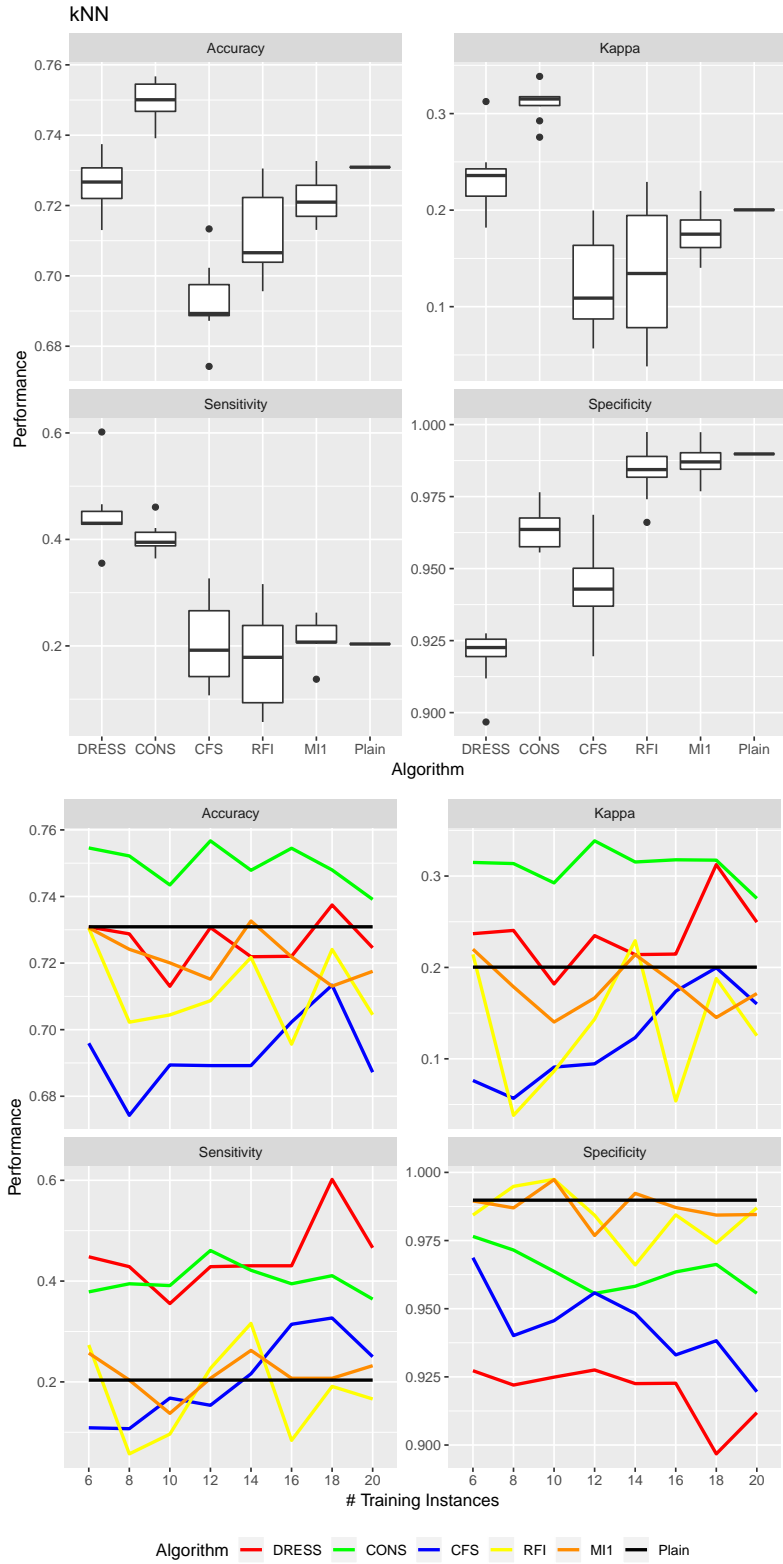 kNN
Accuracy
Kappa
0.76
0.74
0.72
0.70
0.68
0.3
0.2
0.1
Performance
Sensitivity
Specificity
0.6
0.4
0.2
1.000
0.975
0.950
0.925
0.900
DRESS CONS CFS RFI MI1 Plain
DRESS CONS CFS RFI MI1 Plain
Algorithm
Accuracy
Kappa
0.76
0.74
0.72
0.70
0.68
0.3
0.2
0.1
Performance
Sensitivity
Specificity
0.6
0.4
0.2
1.000
0.975
0.950
0.925
0.900
6 8 10 12 14 16 18 20
6 8 10 12 14 16 18 20
# Training Instances
Algorithm DRESS CONS CFS RFI MI1 Plain